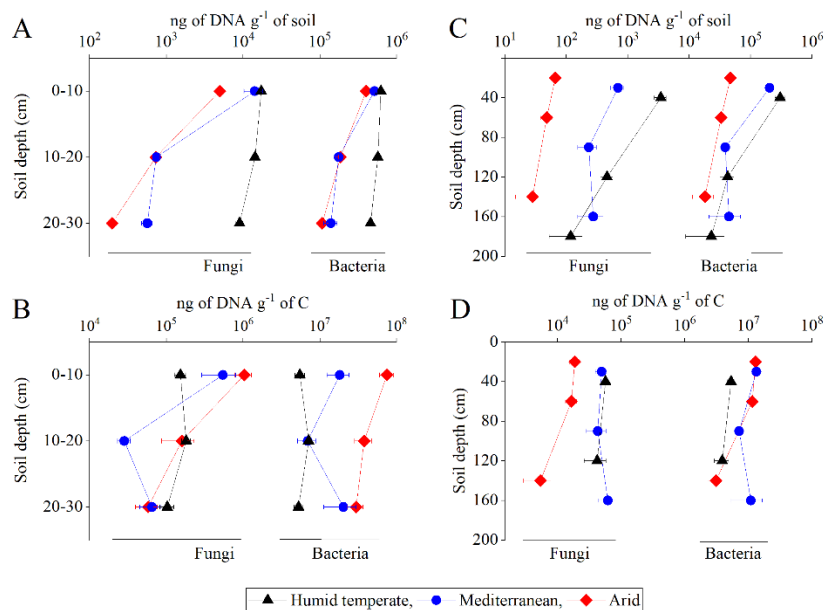 A
ng of DNA g-1 of soil
10² 10³ 10⁴ 10⁵ 10⁶
0-10
10-20
20-30
Soil depth (cm)
Fungi Bacteria
C
ng of DNA g-1 of soil
10¹ 10² 10³ 10⁴ 10⁵
40
80
120
160
200
Soil depth (cm)
Fungi Bacteria
B
ng of DNA g-1 of C
10⁴ 10⁵ 10⁶ 10⁷ 10⁸
0-10
10-20
20-30
Soil depth (cm)
Fungi Bacteria
D
ng of DNA g-1 of C
10⁴ 10⁵ 10⁶ 10⁷ 10⁸
0
40
80
120
160
200
Soil depth (cm)
Fungi Bacteria
Humid temperate, Mediterranean, Arid